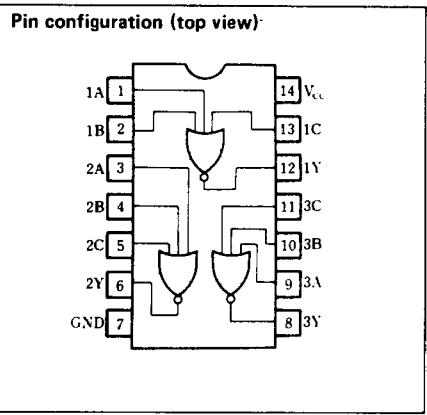 Pin configuration (top view)
1A 1 14 Vcc
1B 2 13 1C
2A 3 12 1Y
2B 4 11 3C
2C 5 10 3B
2Y 6 9 3A
GND 7 8 3Y